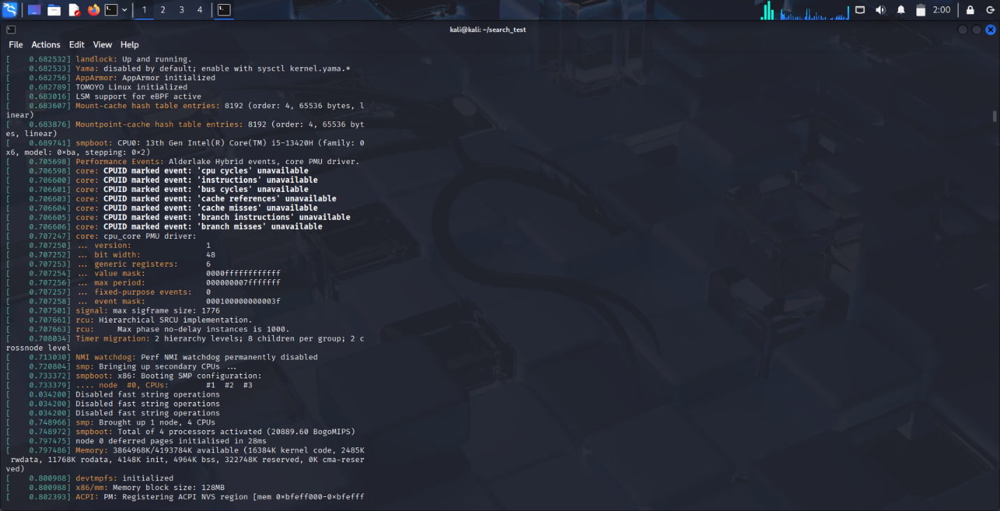 1 2 3 4 2:00
kali@kali: ~/search_test
File Actions Edit View Help
[    0.682532] landlock: Up and running.
[    0.682533] Yama: disabled by default; enable with sysctl kernel.yama.*
[    0.682756] AppArmor: AppArmor initialized
[    0.682789] TOMOYO Linux initialized
[    0.683016] LSM support for eBPF active
[    0.683607] Mount-cache hash table entries: 8192 (order: 4, 65536 bytes, l
inear)
[    0.683876] Mountpoint-cache hash table entries: 8192 (order: 4, 65536 byt
es, linear)
[    0.689741] smpboot: CPU0: 13th Gen Intel(R) Core(TM) i5-13420H (family: 0
x6, model: 0×ba, stepping: 0×2)
[    0.705698] Performance Events: Alderlake Hybrid events, core PMU driver.
[    0.706598] core: CPUID marked event: 'cpu cycles' unavailable
[    0.706600] core: CPUID marked event: 'instructions' unavailable
[    0.706601] core: CPUID marked event: 'bus cycles' unavailable
[    0.706603] core: CPUID marked event: 'cache references' unavailable
[    0.706604] core: CPUID marked event: 'cache misses' unavailable
[    0.706605] core: CPUID marked event: 'branch instructions' unavailable
[    0.706606] core: CPUID marked event: 'branch misses' unavailable
[    0.707247] core: cpu_core PMU driver:
[    0.707250] ... version:                1
[    0.707252] ... bit width:              48
[    0.707253] ... generic registers:      6
[    0.707254] ... value mask:             0000ffffffffffff
[    0.707256] ... max period:             000000007fffffff
[    0.707257] ... fixed-purpose events:   0
[    0.707258] ... event mask:             000100000000003f
[    0.707501] signal: max sigframe size: 1776
[    0.707661] rcu: Hierarchical SRCU implementation.
[    0.707663] rcu:     Max phase no-delay instances is 1000.
[    0.708034] Timer migration: 2 hierarchy levels; 8 children per group; 2 c
rossnode level
[    0.713030] NMI watchdog: Perf NMI watchdog permanently disabled
[    0.720804] smp: Bringing up secondary CPUs ...
[    0.733372] smpboot: x86: Booting SMP configuration:
[    0.733379] .... node  #0, CPUs:        #1  #2  #3
[    0.034200] Disabled fast string operations
[    0.034200] Disabled fast string operations
[    0.034200] Disabled fast string operations
[    0.748966] smp: Brought up 1 node, 4 CPUs
[    0.748972] smpboot: Total of 4 processors activated (20889.60 BogoMIPS)
[    0.797475] node 0 deferred pages initialised in 28ms
[    0.797486] Memory: 3864968K/4193784K available (16384K kernel code, 2485K
 rwdata, 11768K rodata, 4148K init, 4964K bss, 322748K reserved, 0K cma-reser
ved)
[    0.800988] devtmpfs: initialized
[    0.800988] x86/mm: Memory block size: 128MB
[    0.802393] ACPI: PM: Registering ACPI NVS region [mem 0×bfeff000-0×bfefff